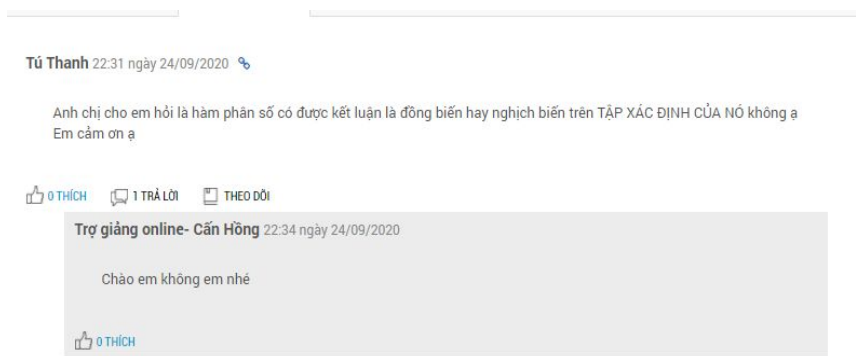 Tú Thanh 22:31 ngày 24/09/2020
Anh chị cho em hỏi là hàm phân số có được kết luận là đồng biến hay nghịch biến trên TẬP XÁC ĐỊNH CỦA NÓ không ạ
Em cảm ơn ạ
0 THÍCH 1 TRẢ LỜI THEO DÕI
Trợ giảng online- Cấn Hồng 22:34 ngày 24/09/2020
Chào em không em nhé
0 THÍCH